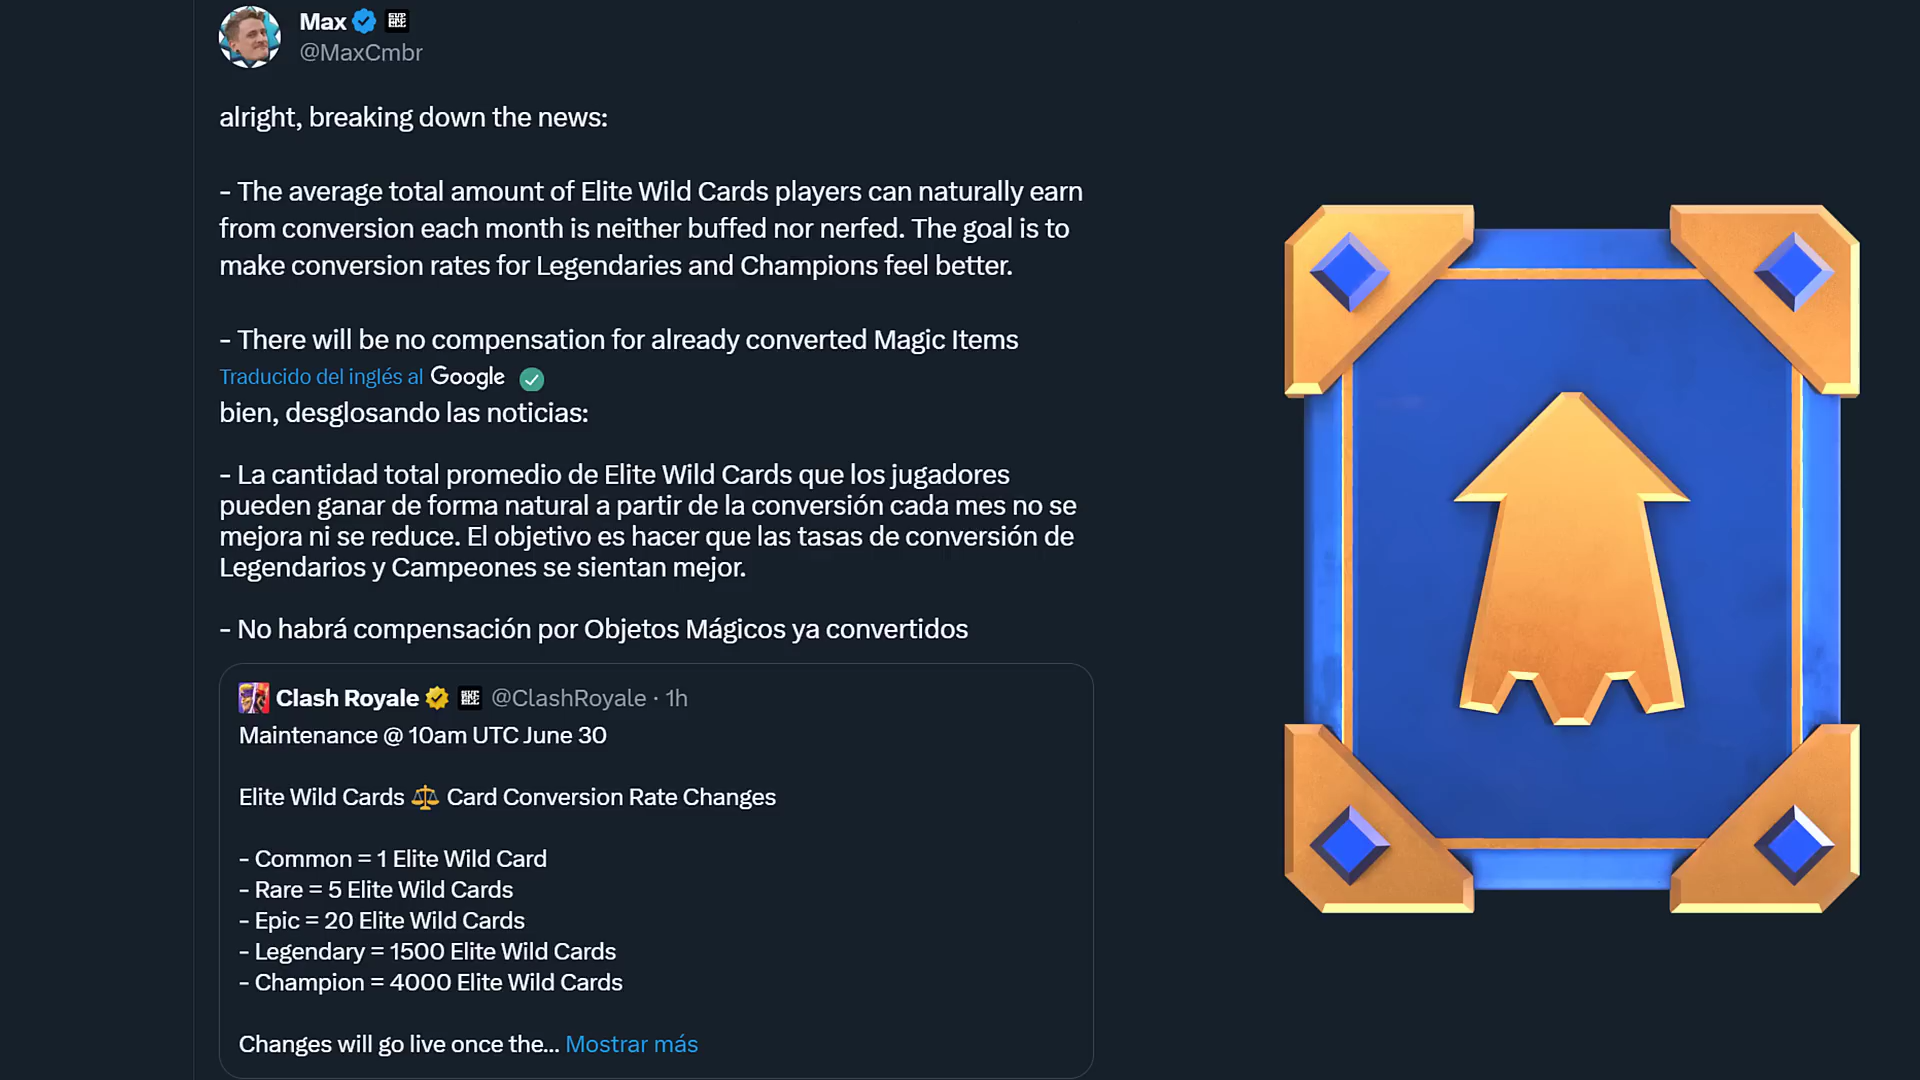 Max
@MaxCmbr
alright, breaking down the news:
- The average total amount of Elite Wild Cards players can naturally earn
from conversion each month is neither buffed nor nerfed. The goal is to
make conversion rates for Legendaries and Champions feel better.
- There will be no compensation for already converted Magic Items
Traducido del inglés al Google
bien, desglosando las noticias:
- La cantidad total promedio de Elite Wild Cards que los jugadores
pueden ganar de forma natural a partir de la conversión cada mes no se
mejora ni se reduce. El objetivo es hacer que las tasas de conversión de
Legendarios y Campeones se sientan mejor.
- No habrá compensación por Objetos Mágicos ya convertidos
Clash Royale @ClashRoyale · 1h
Maintenance @ 10am UTC June 30
Elite Wild Cards ⚖️ Card Conversion Rate Changes
- Common = 1 Elite Wild Card
- Rare = 5 Elite Wild Cards
- Epic = 20 Elite Wild Cards
- Legendary = 1500 Elite Wild Cards
- Champion = 4000 Elite Wild Cards
Changes will go live once the... Mostrar más